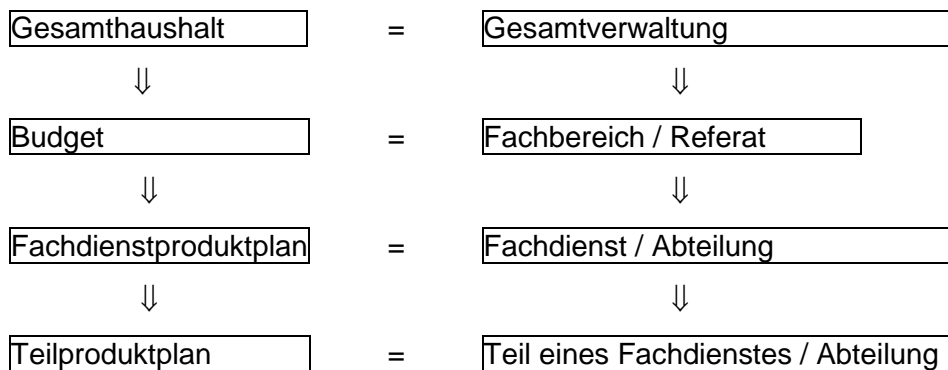 Gesamthaushalt = Gesamtverwaltung
⇓ ⇓
Budget = Fachbereich / Referat
⇓ ⇓
Fachdienstproduktplan = Fachdienst / Abteilung
⇓ ⇓
Teilproduktplan = Teil eines Fachdienstes / Abteilung